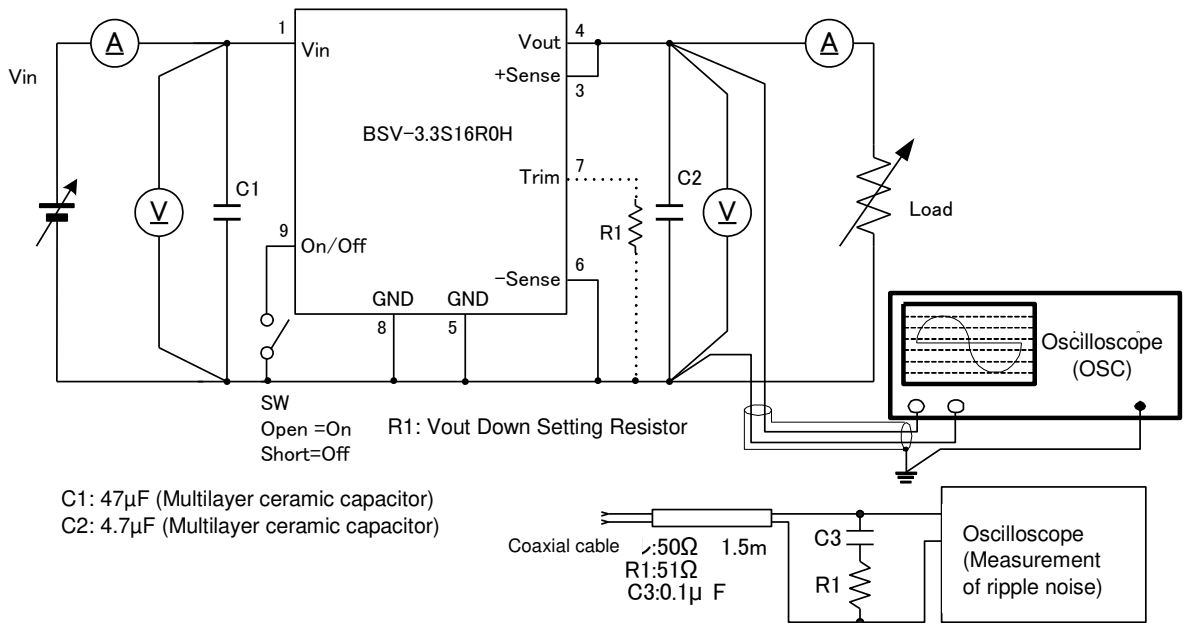 1
4
A
Vin
Vout
A
Vin
+Sense
3
BSV-3.3S16R0H
7
Trim
C1
C2
V
V
R1
Load
9
On/Off
6
-Sense
GND
GND
8
5
Oscilloscope
(OSC)
SW
Open =On
Short=Off
R1: Vout Down Setting Resistor
C1: 47µF (Multilayer ceramic capacitor)
C2: 4.7µF (Multilayer ceramic capacitor)
Coaxial cable :50Ω 1.5m
R1:51Ω
C3:0.1µ F
C3
R1
Oscilloscope
(Measurement
of ripple noise)